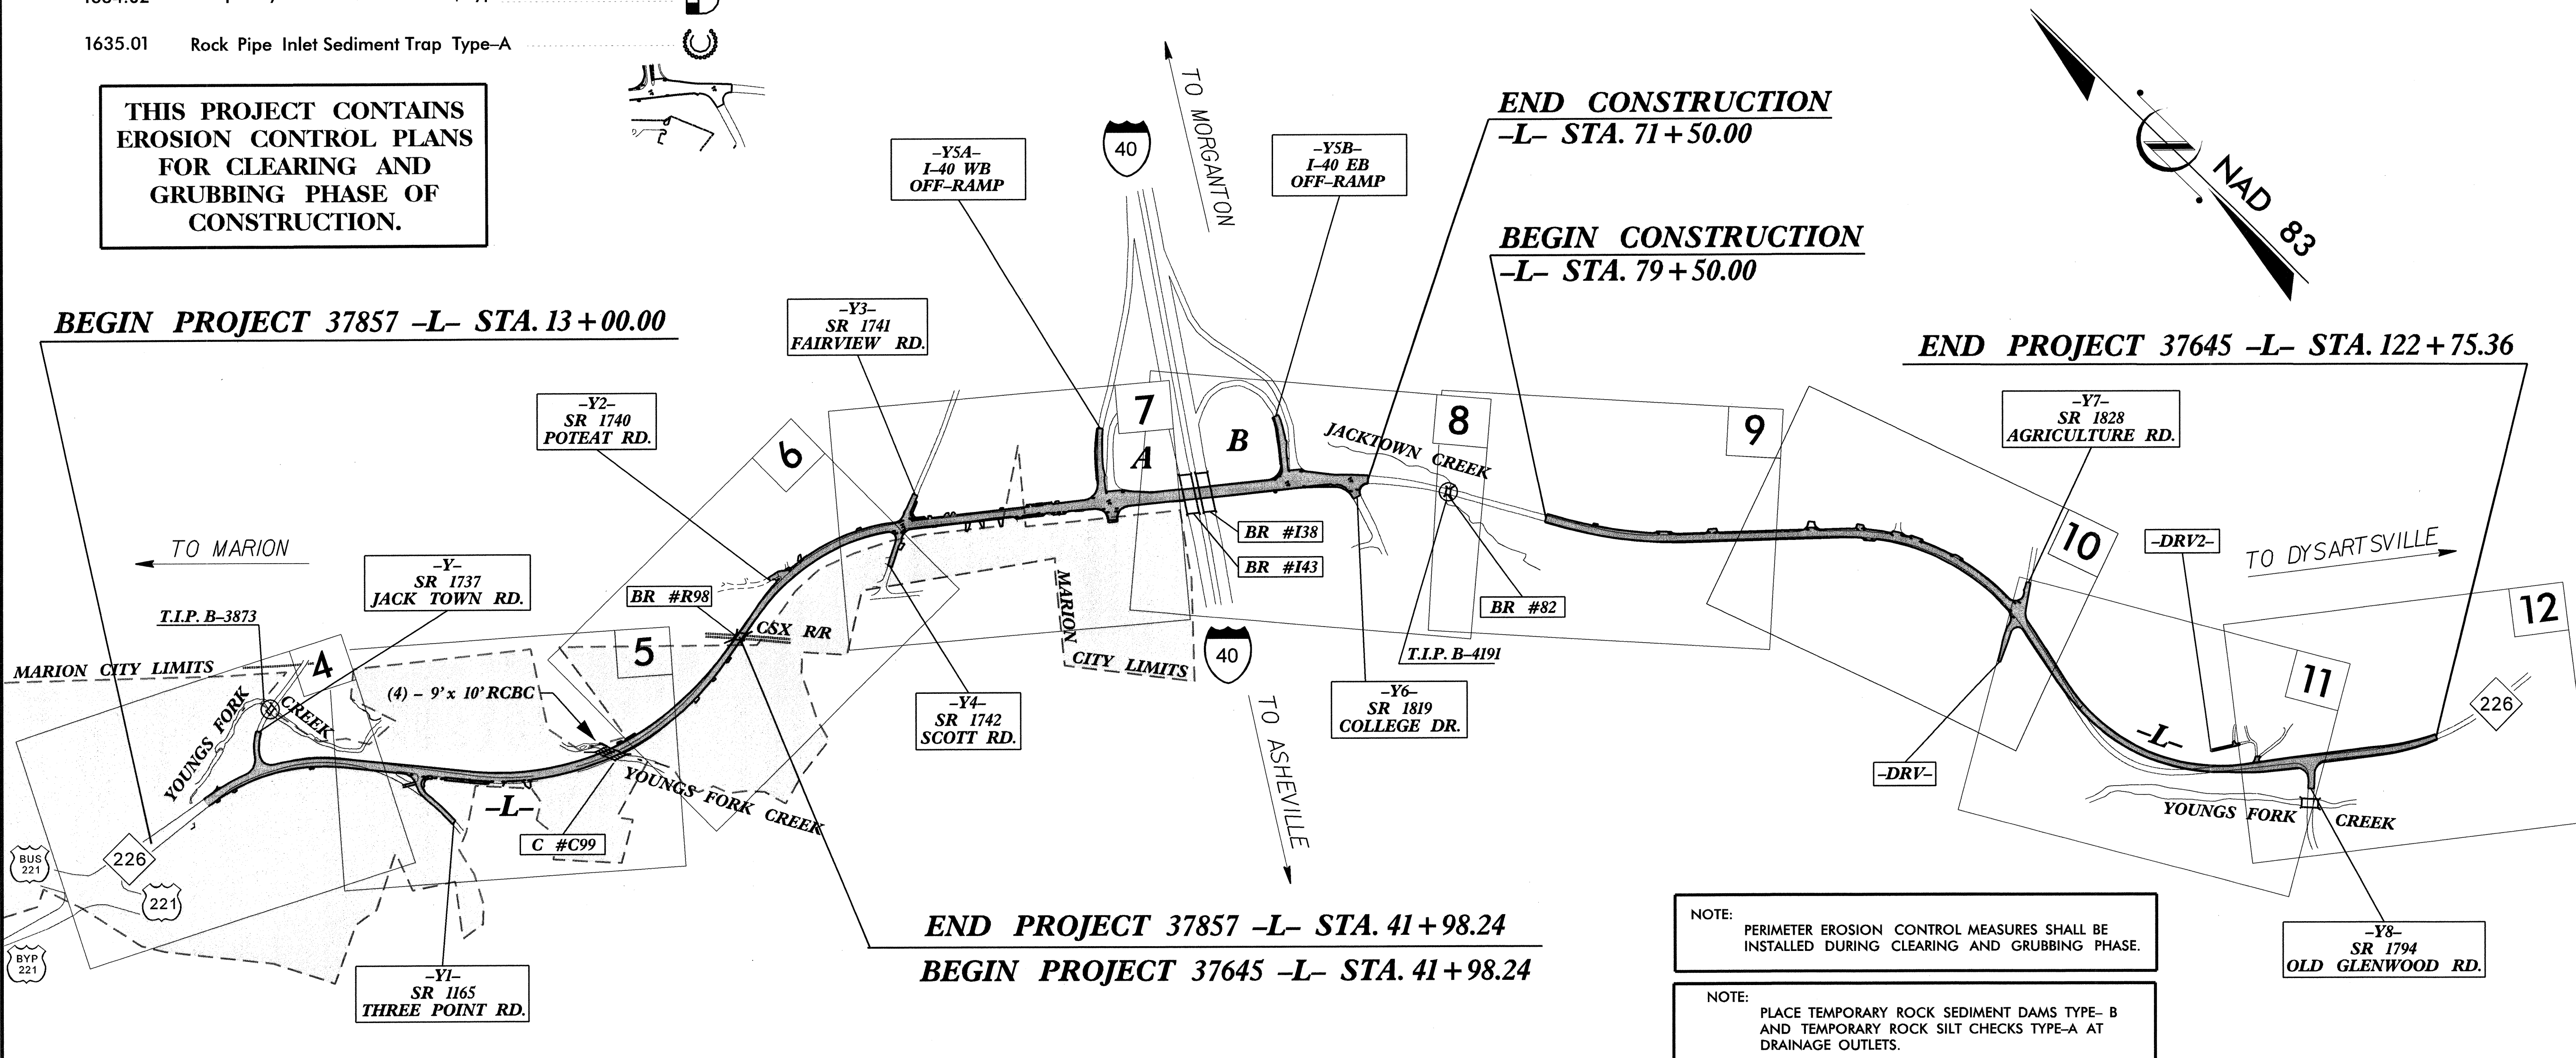 1635.01 Rock Pipe Inlet Sediment Trap Type-A
THIS PROJECT CONTAINS
EROSION CONTROL PLANS
FOR CLEARING AND
GRUBBING PHASE OF
CONSTRUCTION.
40
TO MORGANTON
END CONSTRUCTION
-L- STA. 71+50.00
BEGIN CONSTRUCTION
-L- STA. 79+50.00
NAD 83
-Y5A-
I-40 WB
OFF-RAMP
-Y5B-
I-40 EB
OFF-RAMP
BEGIN PROJECT 37857 -L- STA. 13+00.00
-Y3-
SR 1741
FAIRVIEW RD.
END PROJECT 37645 -L- STA. 122+75.36
-Y2-
SR 1740
POTEAT RD.
6
7
A
B
8
JACKTOWN CREEK
9
-Y7-
SR 1828
AGRICULTURE RD.
10
-DRV2-
TO DYSARTSVILLE
TO MARION
-Y-
SR 1737
JACK TOWN RD.
T.I.P. B-3873
BR #R98
CSX R/R
BR #138
BR #143
BR #82
T.I.P. B-4191
MARION
CITY LIMITS
40
12
MARION CITY LIMITS
4
5
(4) - 9' x 10' RCBC
YOUNGS FORK
CREEK
-Y4-
SR 1742
SCOTT RD.
TO ASHEVILLE
-Y6-
SR 1819
COLLEGE DR.
11
226
-L-
-DRV-
YOUNGS FORK CREEK
YOUNGS FORK CREEK
-L-
C #C99
226
BUS
221
221
BYP
221
-Y1-
SR 1165
THREE POINT RD.
END PROJECT 37857 -L- STA. 41+98.24
BEGIN PROJECT 37645 -L- STA. 41+98.24
-Y8-
SR 1794
OLD GLENWOOD RD.
NOTE:
PERIMETER EROSION CONTROL MEASURES SHALL BE
INSTALLED DURING CLEARING AND GRUBBING PHASE.
NOTE:
PLACE TEMPORARY ROCK SEDIMENT DAMS TYPE- B
AND TEMPORARY ROCK SILT CHECKS TYPE-A AT
DRAINAGE OUTLETS.